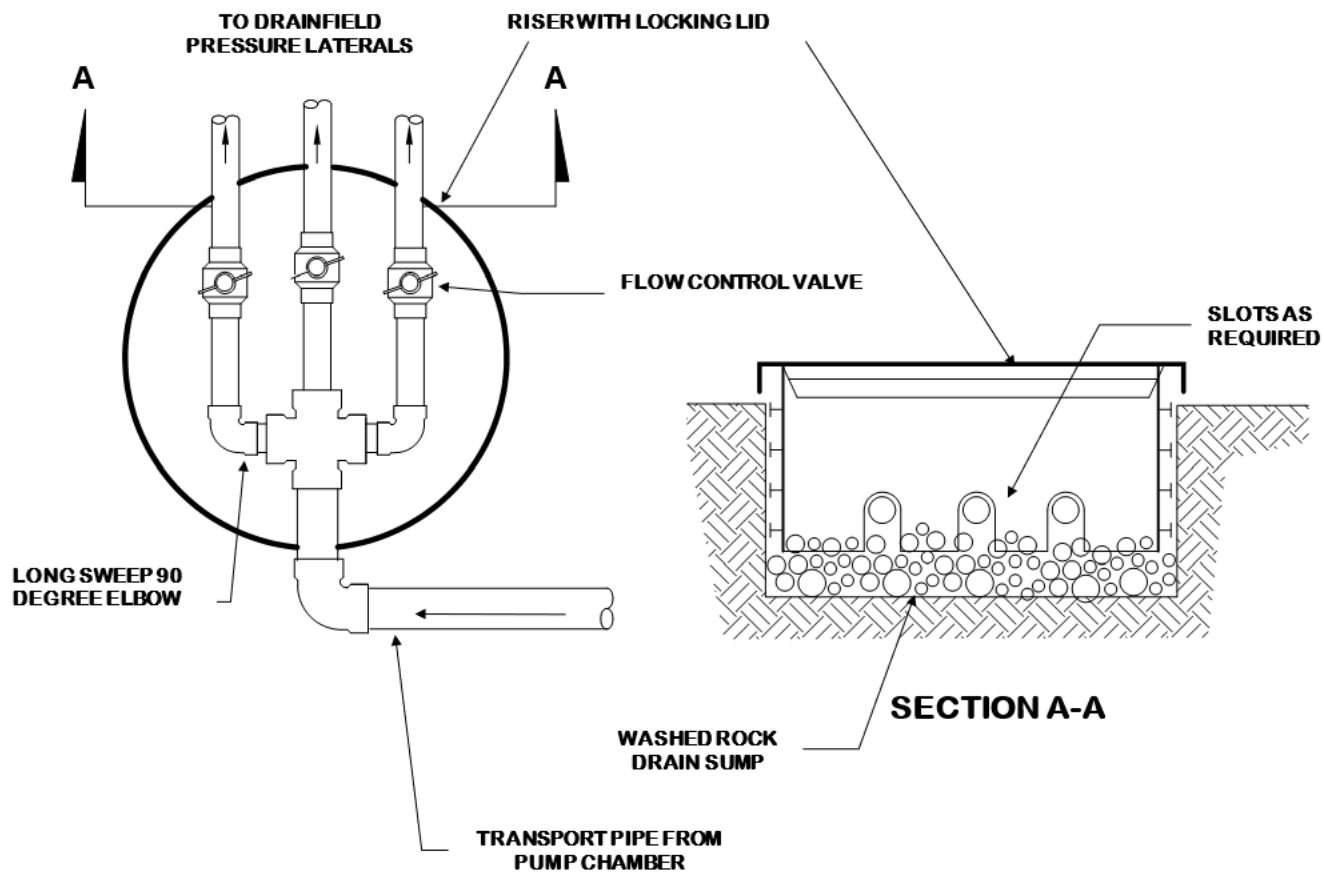 TO DRAINFIELD
PRESSURE LATERALS
RISER WITH LOCKING LID
A
A
FLOW CONTROL VALVE
SLOTS AS
REQUIRED
LONG SWEEP 90
DEGREE ELBOW
SECTION A-A
WASHED ROCK
DRAIN SUMP
TRANSPORT PIPE FROM
PUMP CHAMBER